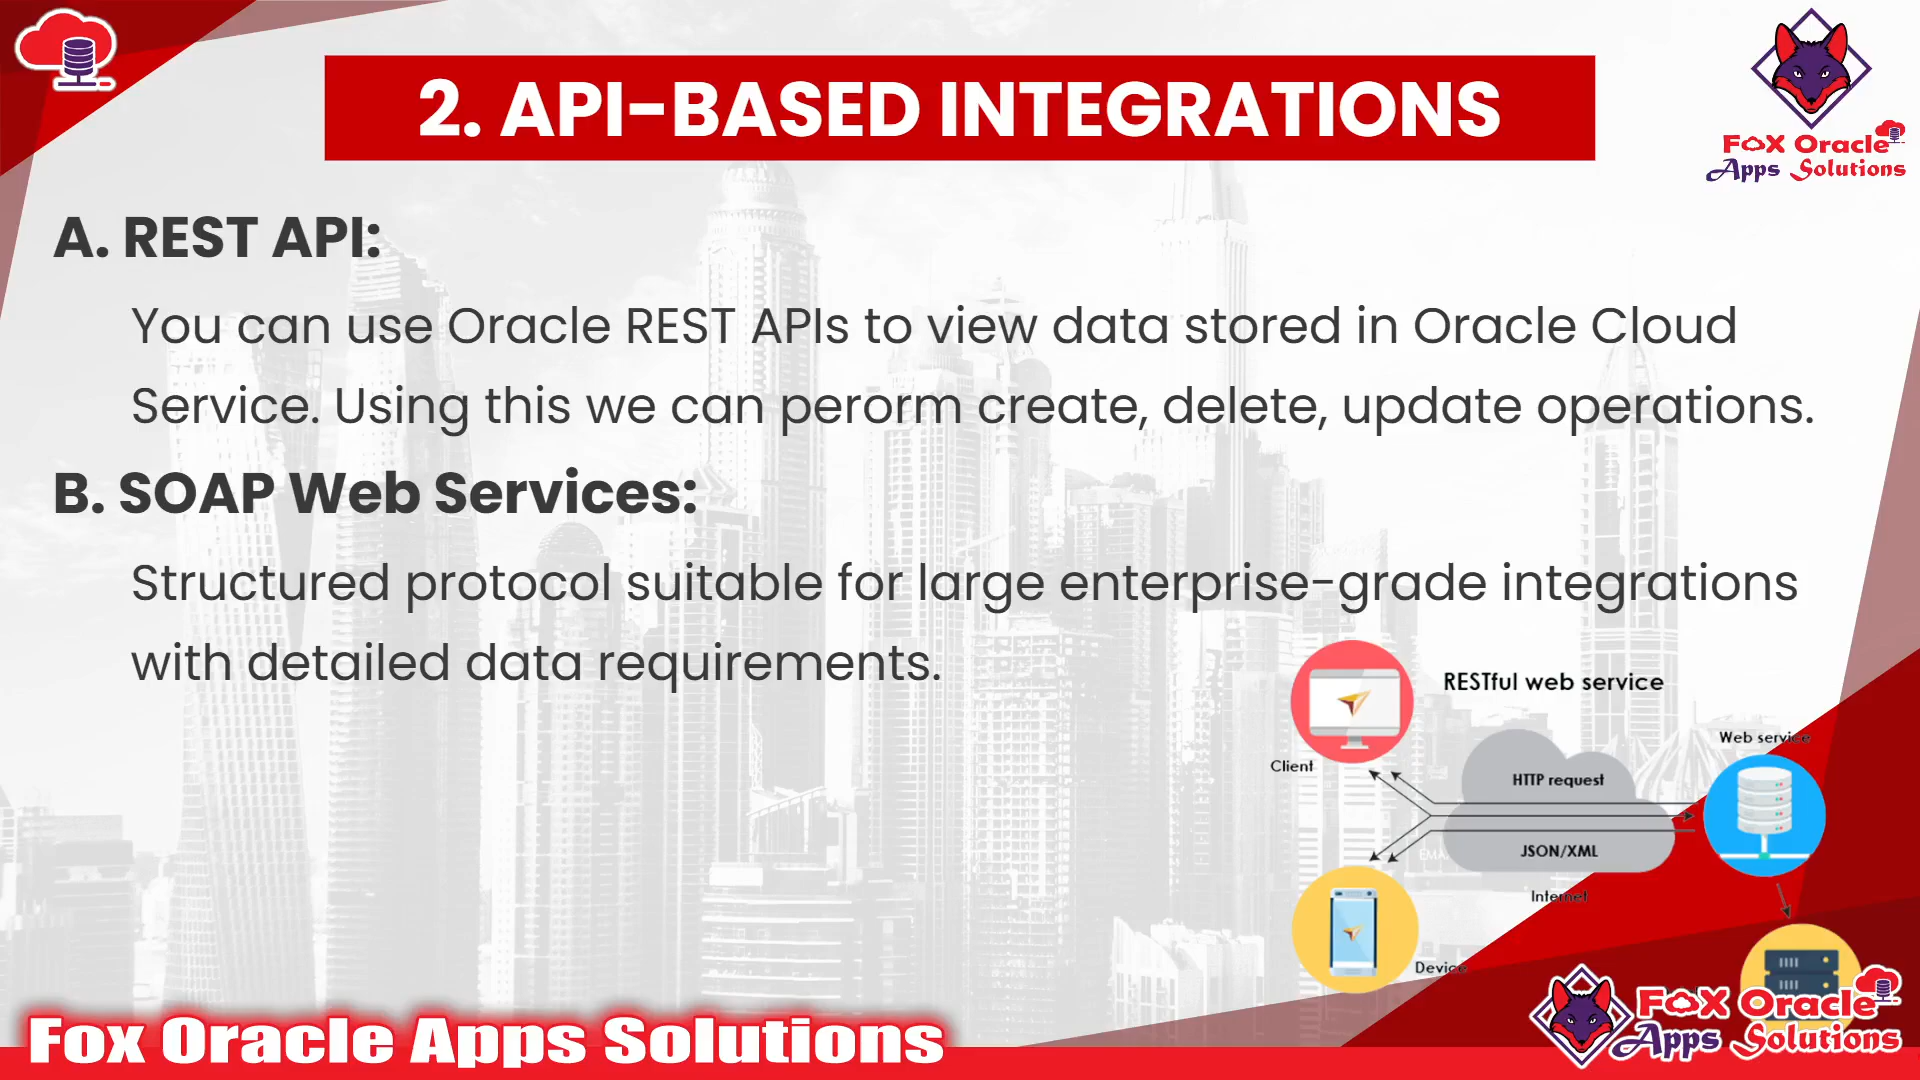 2. API-BASED INTEGRATIONS
Fox Oracle
Apps Solutions
A. REST API:
You can use Oracle REST APIs to view data stored in Oracle Cloud
Service. Using this we can perorm create, delete, update operations.
B. SOAP Web Services:
Structured protocol suitable for large enterprise-grade integrations
with detailed data requirements.
RESTful web service
Web service
Client
HTTP request
JSON/XML
Internet
Device
Fox Oracle
Apps Solutions
Fox Oracle Apps Solutions